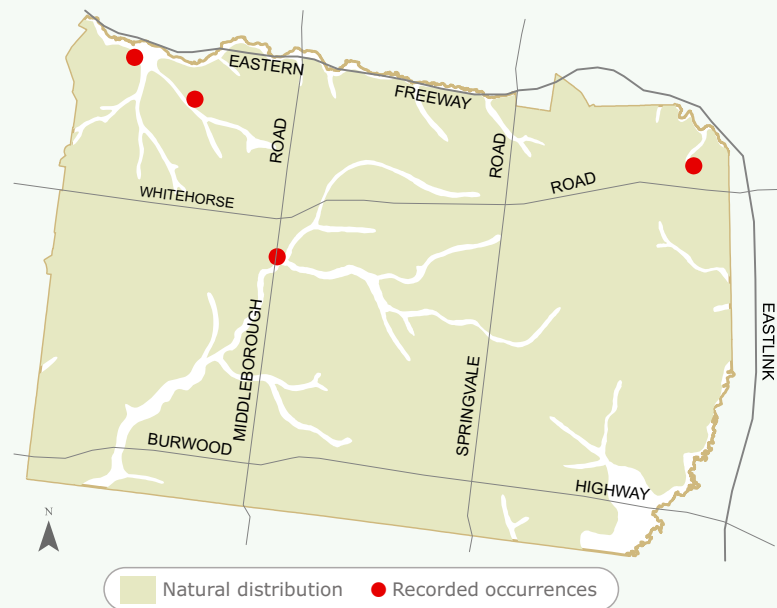 EASTERN
FREEWAY
ROAD
ROAD
WHITEHORSE
ROAD
MIDDLEBOROUGH
SPRINGVALE
EASTLINK
BURWOOD
HIGHWAY
N
Natural distribution
Recorded occurrences